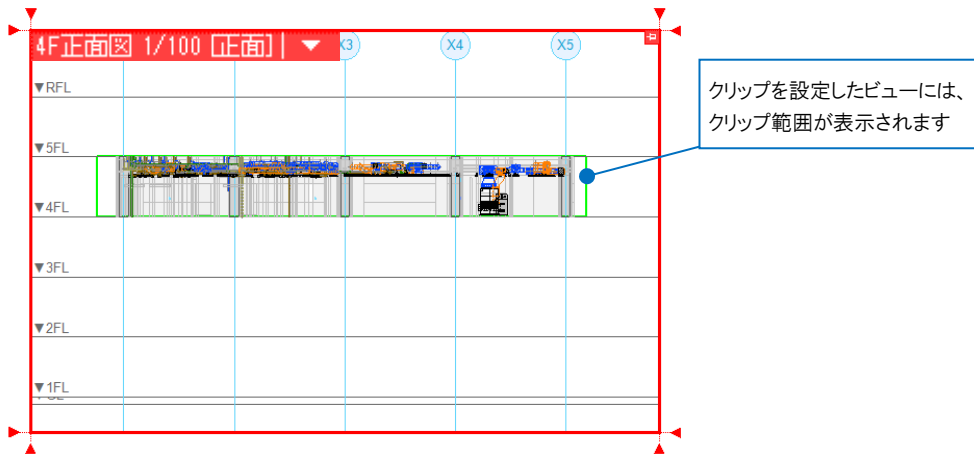 4F正面図 1/100 [正面]
X3
X4
X5
▼RFL
▼5FL
▼4FL
▼3FL
▼2FL
▼1FL
クリップを設定したビューには、
クリップ範囲が表示されます